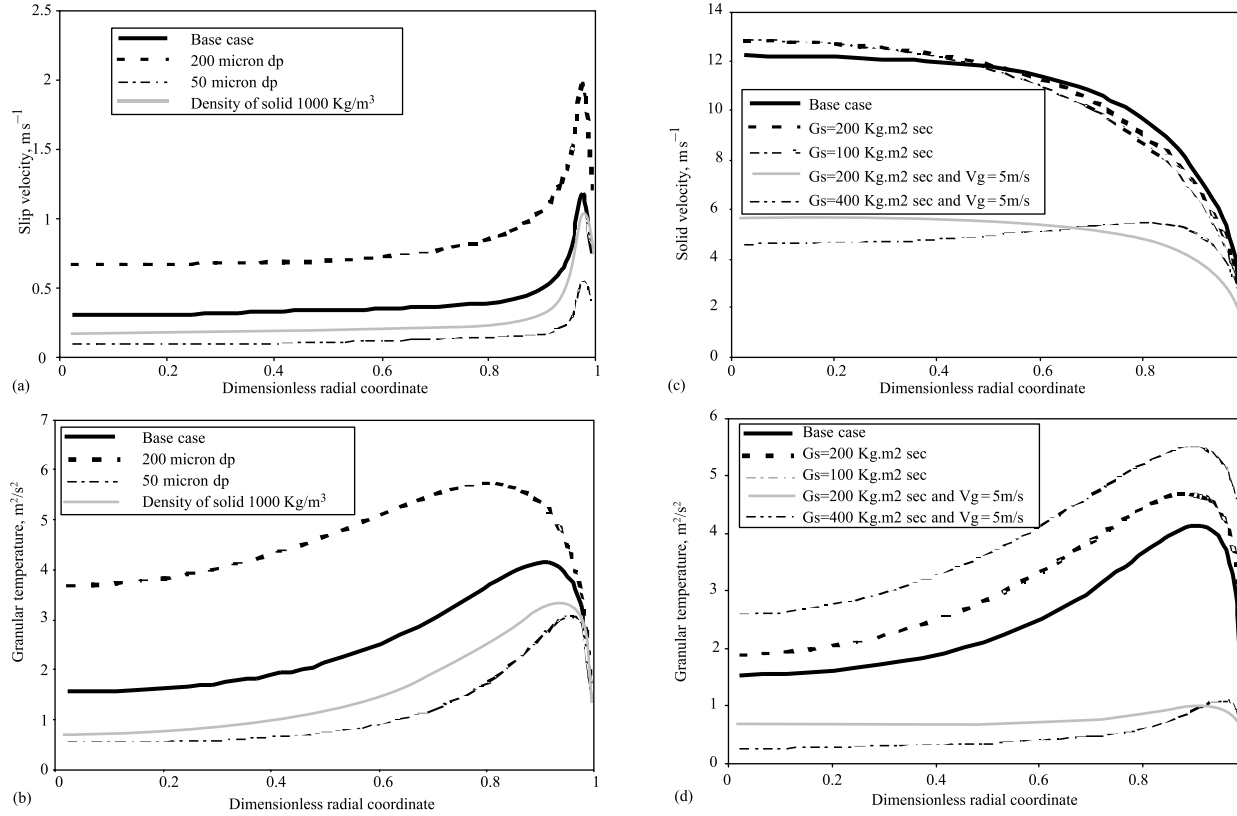 Slip velocity, m s−1
2.5
2
1.5
1
0.5
0
Base case
200 micron dp
50 micron dp
Density of solid 1000 Kg/m3
0 0.2 0.4 0.6 0.8 1
(a) Dimensionless radial coordinate
Granular temperature, m2/s2
7
6
5
4
3
2
1
0
Base case
200 micron dp
50 micron dp
Density of solid 1000 Kg/m3
0 0.2 0.4 0.6 0.8 1
(b) Dimensionless radial coordinate
Solid velocity, m s−1
14
12
10
8
6
4
2
0
Base case
Gs=200 Kg.m2 sec
Gs=100 Kg.m2 sec
Gs=200 Kg.m2 sec and Vg=5m/s
Gs=400 Kg.m2 sec and Vg=5m/s
0 0.2 0.4 0.6 0.8
(c) Dimensionless radial coordinate
Granular temperature, m2/s2
6
5
4
3
2
1
0
Base case
Gs=200 Kg.m2 sec
Gs=100 Kg.m2 sec
Gs=200 Kg.m2 sec and Vg=5m/s
Gs=400 Kg.m2 sec and Vg=5m/s
0 0.2 0.4 0.6 0.8
(d) Dimensionless radial coordinate